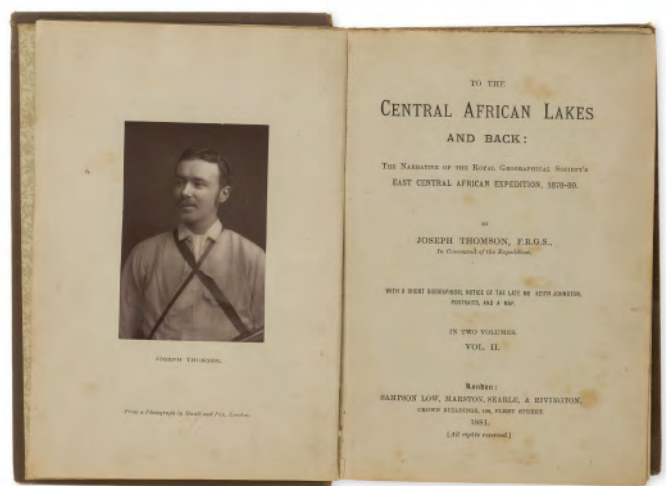 JOSEPH THOMSON.
From a Photograph by Maull and Fox, London.
TO THE
CENTRAL AFRICAN LAKES
AND BACK:
THE NARRATIVE OF THE ROYAL GEOGRAPHICAL SOCIETY'S
EAST CENTRAL AFRICAN EXPEDITION, 1878-80.
BY
JOSEPH THOMSON, F.R.G.S.,
In Command of the Expedition.
WITH A SHORT BIOGRAPHICAL NOTICE OF THE LATE MR. KEITH JOHNSTON,
PORTRAITS, AND A MAP.
IN TWO VOLUMES.
VOL. II.
London:
SAMPSON LOW, MARSTON, SEARLE, & RIVINGTON,
CROWN BUILDINGS, 188, FLEET STREET.
1881.
[All rights reserved.]